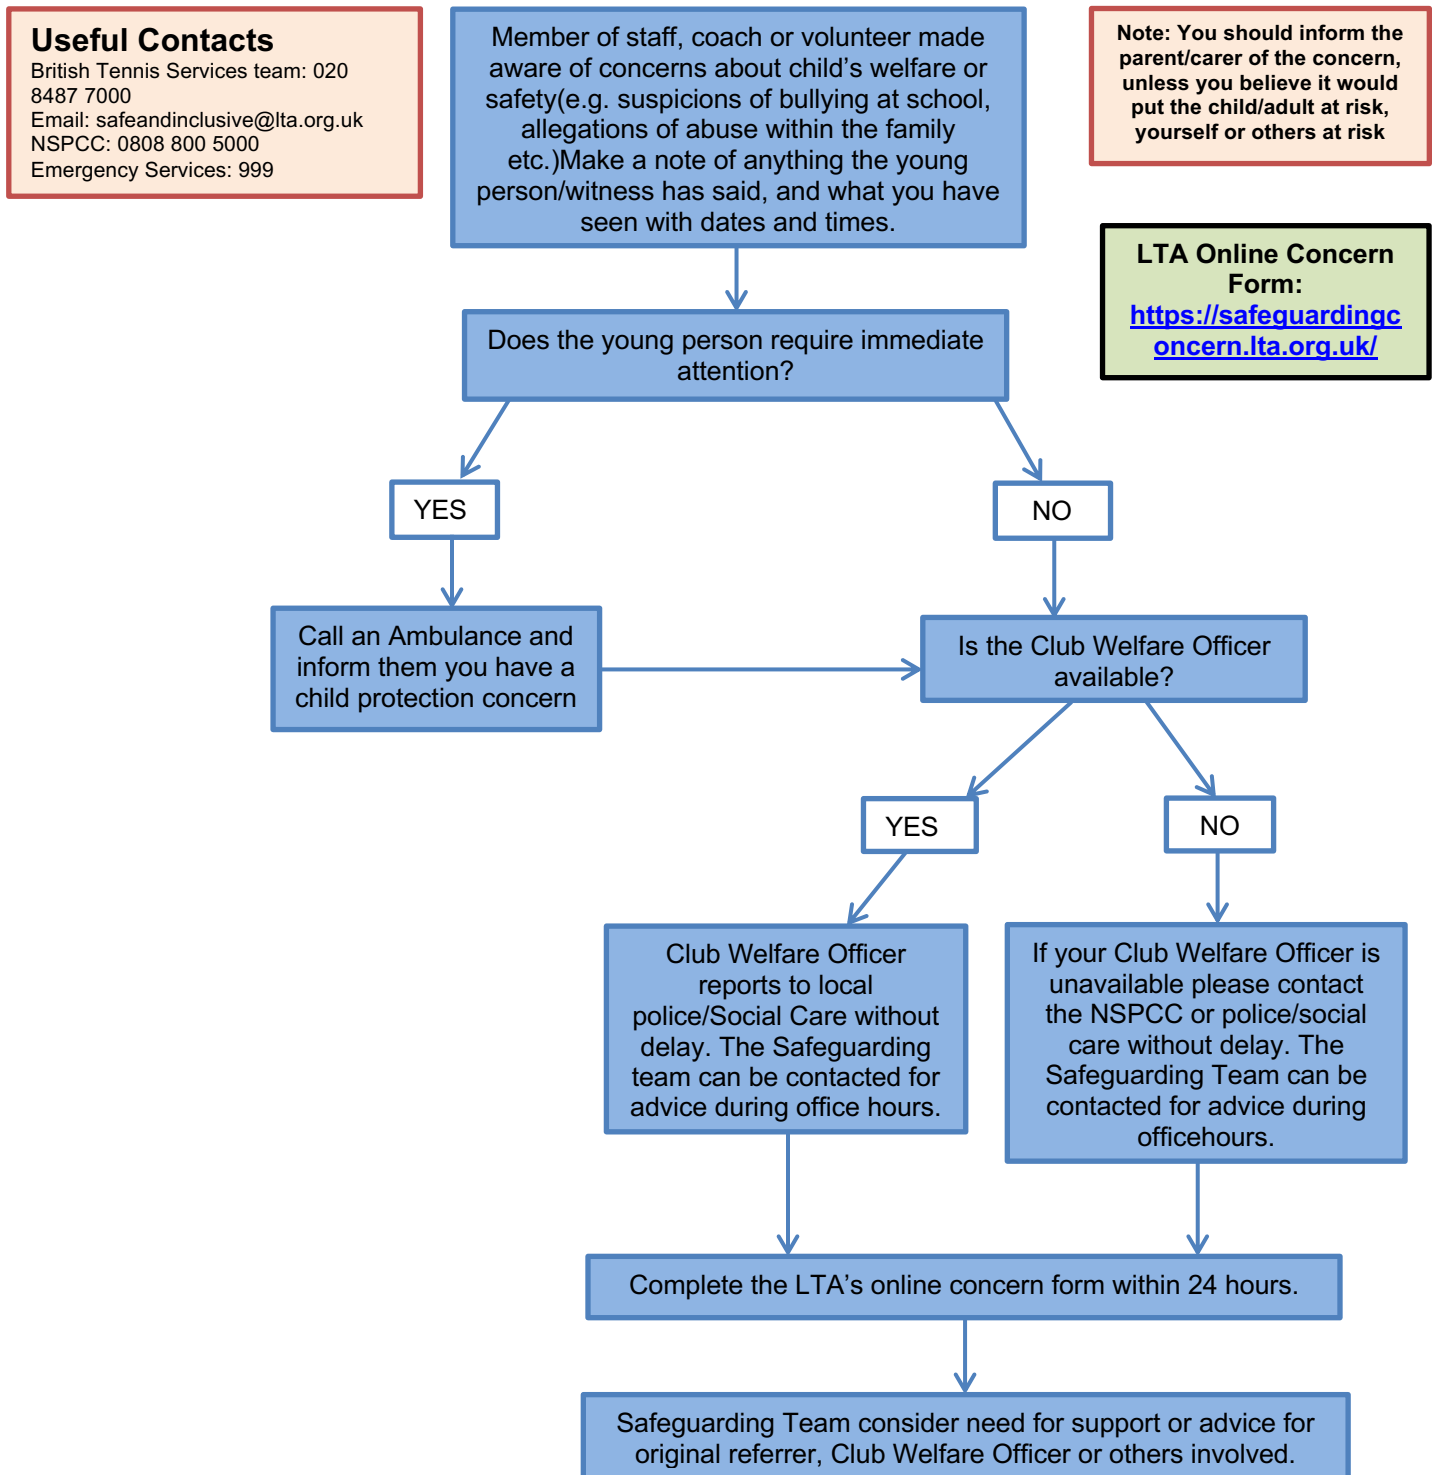 Useful Contacts
British Tennis Services team: 020
8487 7000
Email: safeandinclusive@lta.org.uk
NSPCC: 0808 800 5000
Emergency Services: 999
Member of staff, coach or volunteer made
aware of concerns about child’s welfare or
safety(e.g. suspicions of bullying at school,
allegations of abuse within the family
etc.)Make a note of anything the young
person/witness has said, and what you have
seen with dates and times.
Note: You should inform the
parent/carer of the concern,
unless you believe it would
put the child/adult at risk,
yourself or others at risk
LTA Online Concern
Form:
https://safeguardingc
oncern.lta.org.uk/
Does the young person require immediate
attention?
YES
NO
Call an Ambulance and
inform them you have a
child protection concern
Is the Club Welfare Officer
available?
YES
NO
Club Welfare Officer
reports to local
police/Social Care without
delay. The Safeguarding
team can be contacted for
advice during office hours.
If your Club Welfare Officer is
unavailable please contact
the NSPCC or police/social
care without delay. The
Safeguarding Team can be
contacted for advice during
officehours.
Complete the LTA’s online concern form within 24 hours.
Safeguarding Team consider need for support or advice for
original referrer, Club Welfare Officer or others involved.